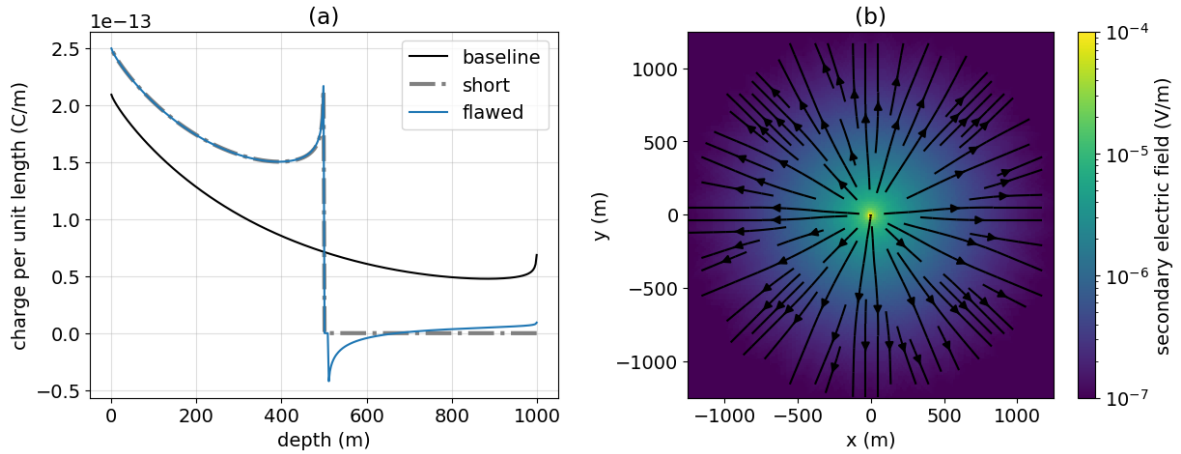 (a)
1e−13
2.5
2.0
1.5
1.0
0.5
0.0
−0.5
charge per unit length (C/m)
baseline
short
flawed
0 200 400 600 800 1000
depth (m)
(b)
1000
500
0
−500
−1000
y (m)
−1000 −500 0 500 1000
x (m)
10⁻⁴
10⁻⁵
10⁻⁶
10⁻⁷
secondary electric field (V/m)